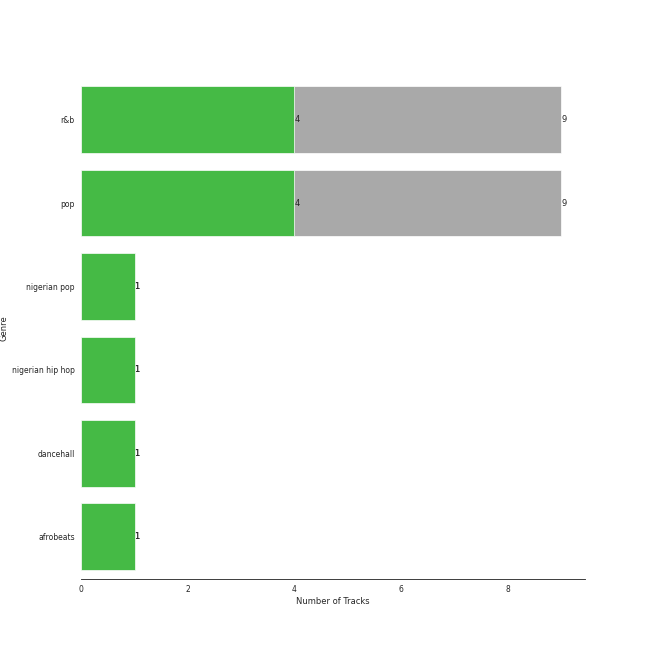 r&b 4 9
pop 4 9
nigerian pop 1
nigerian hip hop 1
dancehall 1
afrobeats 1
0 2 4 6 8
Number of Tracks
Genre